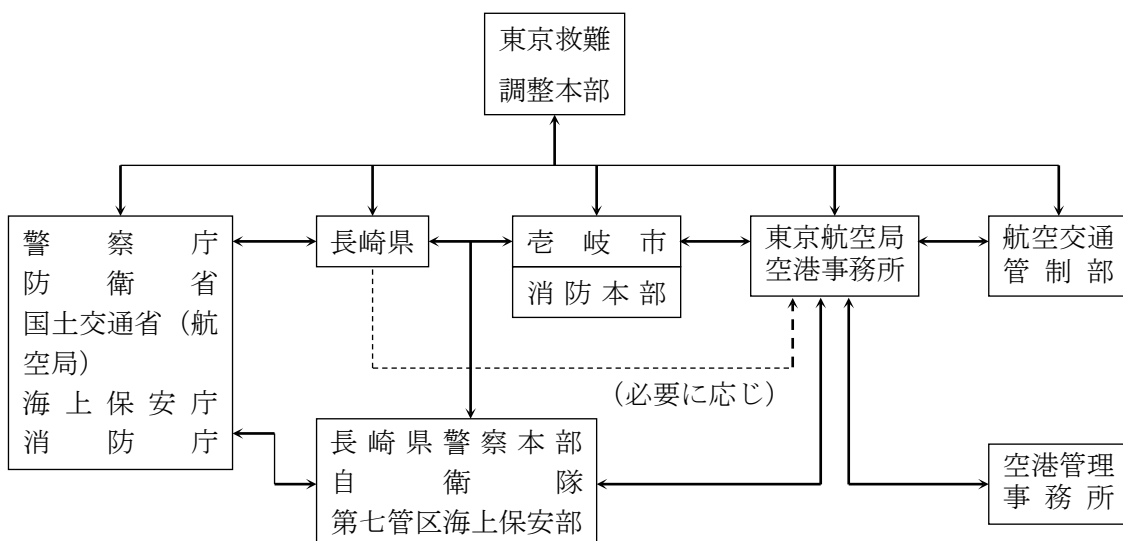 東京救難
調整本部
警察庁
防衛省
国土交通省（航
空局）
海上保安庁
消防庁
長崎県
壱岐市
消防本部
東京航空局
空港事務所
航空交通
管制部
（必要に応じ）
長崎県警察本部
自衛隊
第七管区海上保安部
空港管理
事務所